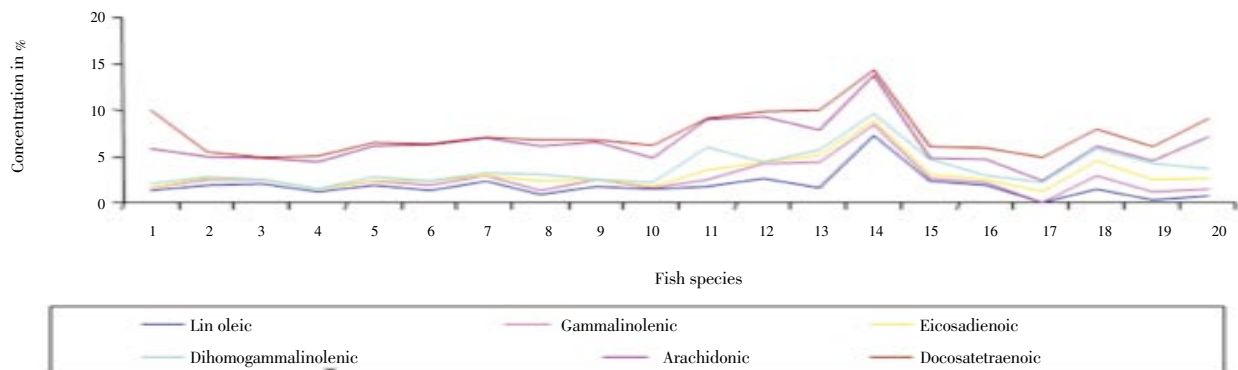 20
15
10
5
0
Concentration in %
1 2 3 4 5 6 7 8 9 10 11 12 13 14 15 16 17 18 19 20
Fish species
Lin oleic Gammalinolenic Eicosadienoic
Dihomogammalinolenic Arachidonic Docosatetraenoic